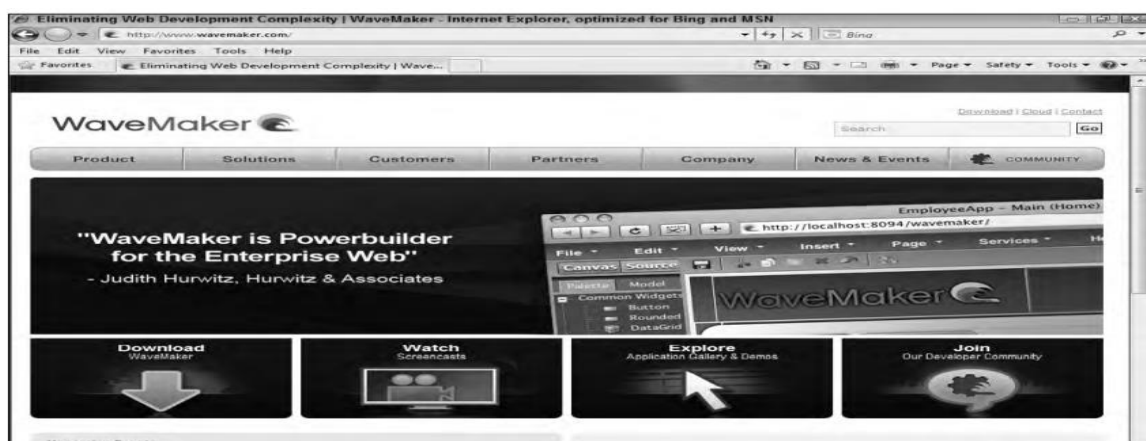 Eliminating Web Development Complexity | WaveMaker - Internet Explorer, optimized for Bing and MSN
http://www.wavemaker.com/
Bing
File Edit View Favorites Tools Help
Favorites Eliminating Web Development Complexity | Wave...
Page Safety Tools
WaveMaker
Download | Cloud | Contact
Search Go
Product Solutions Customers Partners Company News & Events COMMUNITY
"WaveMaker is Powerbuilder
for the Enterprise Web"
- Judith Hurwitz, Hurwitz & Associates
EmployeeApp - Main (Home)
http://localhost:8094/wavemaker/
File Edit View Insert Page Services
Canvas Source
Palette Model
Common Widgets
Button
Rounded
DataGrid
WaveMaker
Download
WaveMaker
Watch
Screencasts
Explore
Application Gallery & Demos
Join
Our Developer Community